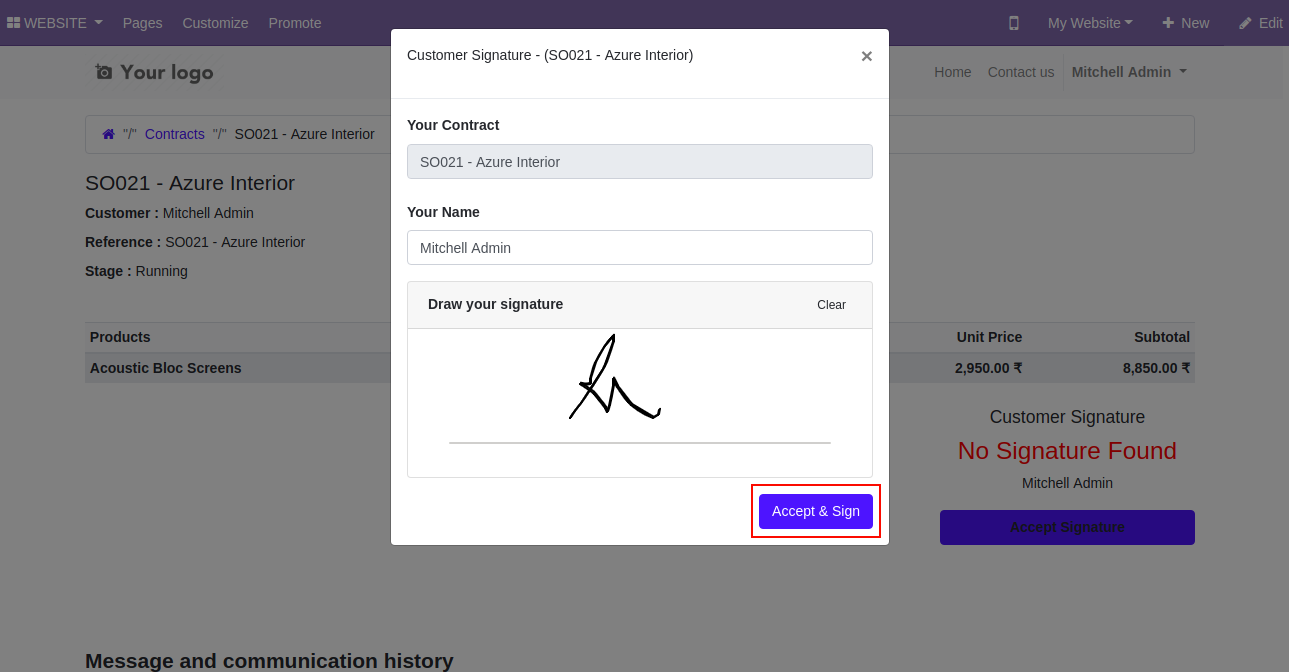 WEBSITE Pages Customize Promote My Website New Edit
Customer Signature - (SO021 - Azure Interior) ×
Your logo Home Contact us Mitchell Admin
Your Contract
"/" Contracts "/" SO021 - Azure Interior
SO021 - Azure Interior
SO021 - Azure Interior
Customer : Mitchell Admin
Your Name
Reference : SO021 - Azure Interior
Mitchell Admin
Stage : Running
Draw your signature Clear
Products Unit Price Subtotal
Acoustic Bloc Screens 2,950.00 ₹ 8,850.00 ₹
Customer Signature
No Signature Found
Mitchell Admin
Accept & Sign
Accept Signature
Message and communication history